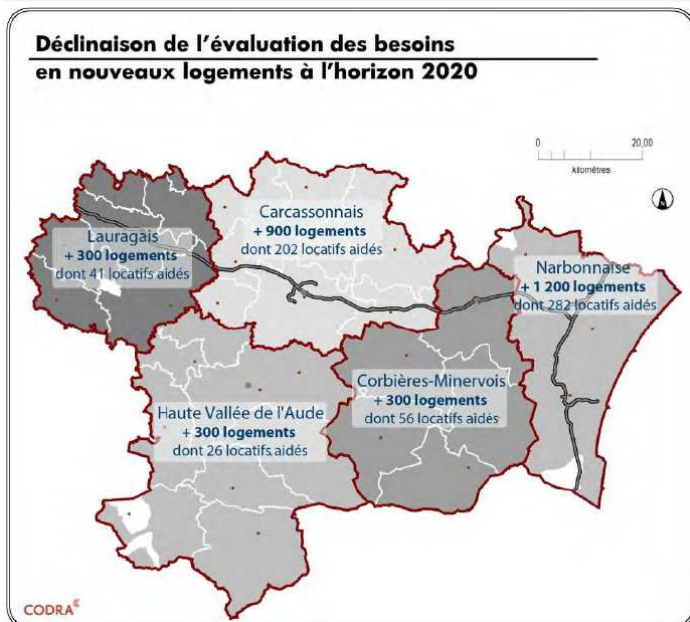 Déclinaison de l'évaluation des besoins
en nouveaux logements à l'horizon 2020
0
20,00
kilomètres
Carcassonnais
+ 900 logements
dont 202 locatifs aidés
Lauragais
+ 300 logements
dont 41 locatifs aidés
Narbonnaise
+ 1 200 logements
dont 282 locatifs aidés
Corbières-Minervois
+ 300 logements
dont 56 locatifs aidés
Haute Vallée de l'Aude
+ 300 logements
dont 26 locatifs aidés
CODRA